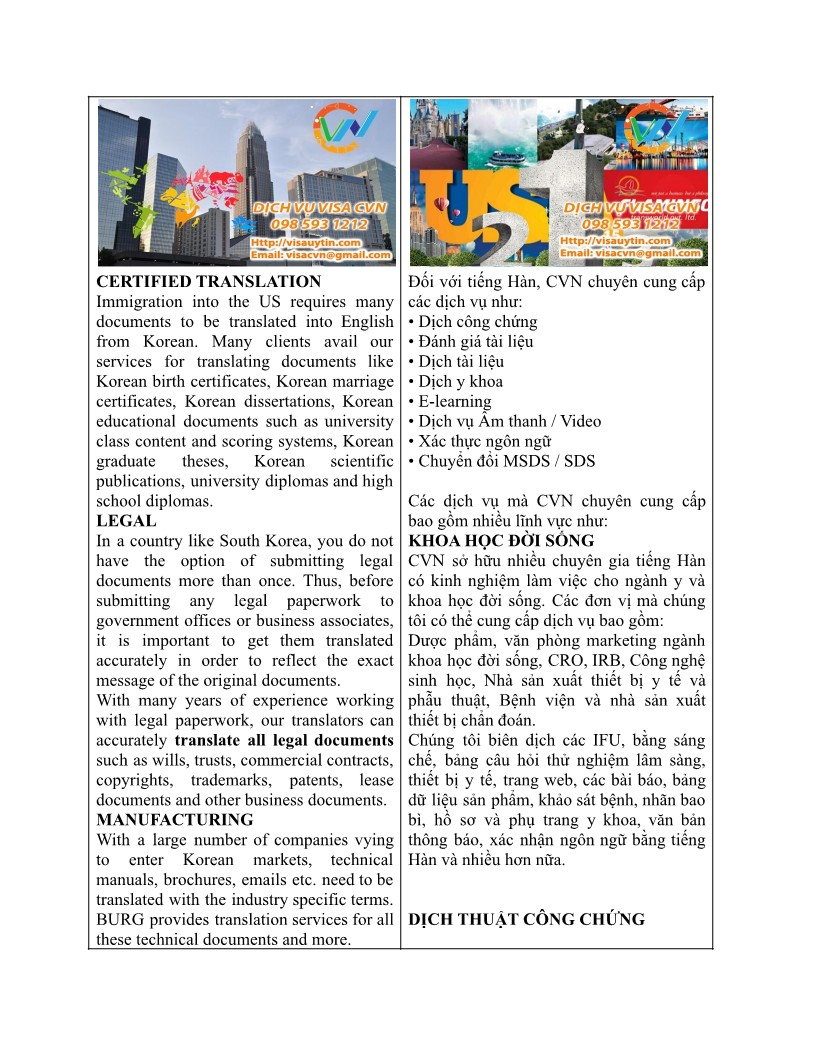 CVN
DỊCH VỤ VISA CVN
098 593 1212
Http://visauytin.com
Email: visacvn@gmail.com
CERTIFIED TRANSLATION
Immigration into the US requires many
documents to be translated into English
from Korean. Many clients avail our
services for translating documents like
Korean birth certificates, Korean marriage
certificates, Korean dissertations, Korean
educational documents such as university
class content and scoring systems, Korean
graduate theses, Korean scientific
publications, university diplomas and high
school diplomas.
LEGAL
In a country like South Korea, you do not
have the option of submitting legal
documents more than once. Thus, before
submitting any legal paperwork to
government offices or business associates,
it is important to get them translated
accurately in order to reflect the exact
message of the original documents.
With many years of experience working
with legal paperwork, our translators can
accurately translate all legal documents
such as wills, trusts, commercial contracts,
copyrights, trademarks, patents, lease
documents and other business documents.
MANUFACTURING
With a large number of companies vying
to enter Korean markets, technical
manuals, brochures, emails etc. need to be
translated with the industry specific terms.
BURG provides translation services for all
these technical documents and more.
CVN
US
1
2
DỊCH VỤ VISA CVN
098 593 1212
transworld pvt. ltd.
Http://visauytin.com
Email: visacvn@gmail.com
Đối với tiếng Hàn, CVN chuyên cung cấp
các dịch vụ như:
• Dịch công chứng
• Đánh giá tài liệu
• Dịch tài liệu
• Dịch y khoa
• E-learning
• Dịch vụ Âm thanh / Video
• Xác thực ngôn ngữ
• Chuyển đổi MSDS / SDS
Các dịch vụ mà CVN chuyên cung cấp
bao gồm nhiều lĩnh vực như:
KHOA HỌC ĐỜI SỐNG
CVN sở hữu nhiều chuyên gia tiếng Hàn
có kinh nghiệm làm việc cho ngành y và
khoa học đời sống. Các đơn vị mà chúng
tôi có thể cung cấp dịch vụ bao gồm:
Dược phẩm, văn phòng marketing ngành
khoa học đời sống, CRO, IRB, Công nghệ
sinh học, Nhà sản xuất thiết bị y tế và
phẫu thuật, Bệnh viện và nhà sản xuất
thiết bị chẩn đoán.
Chúng tôi biên dịch các IFU, bằng sáng
chế, bảng câu hỏi thử nghiệm lâm sàng,
thiết bị y tế, trang web, các bài báo, bảng
dữ liệu sản phẩm, khảo sát bệnh, nhãn bao
bì, hồ sơ và phụ trang y khoa, văn bản
thông báo, xác nhận ngôn ngữ bằng tiếng
Hàn và nhiều hơn nữa.
DỊCH THUẬT CÔNG CHỨNG